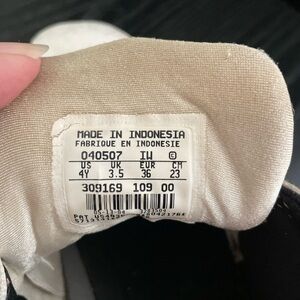 MADE IN INDONESIA
FABRIQUE EN INDONESIE
040507 IW ©
US UK EUR CM
4Y 3.5 36 23
309169 109 00